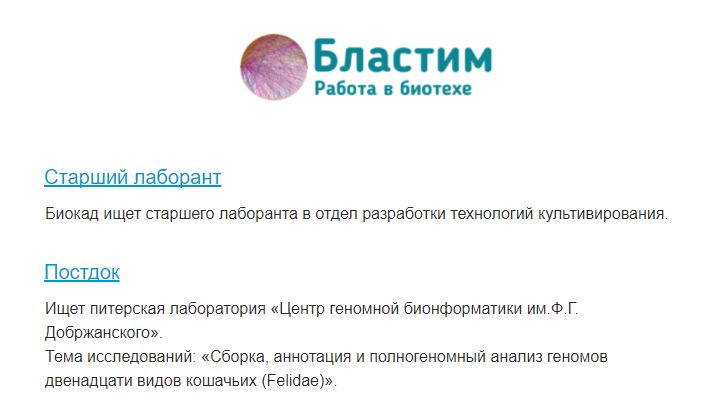 Бластим
Работа в биотехе
Старший лаборант
Биокад ищет старшего лаборанта в отдел разработки технологий культивирования.
Постдок
Ищет питерская лаборатория «Центр геномной бионформатики им.Ф.Г.
Добржанского».
Тема исследований: «Сборка, аннотация и полногеномный анализ геномов
двенадцати видов кошачьих (Felidae)».